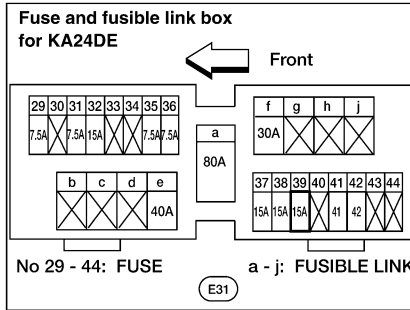 Fuse and fusible link box
for KA24DE
Front
29 30 31 32 33 34 35 36
7.5A 7.5A 15A 7.5A 7.5A
a
80A
f g h j
30A
b c d e
40A
37 38 39 40 41 42 43 44
15A 15A 15A 41 42
No 29 - 44: FUSE
a - j: FUSIBLE LINK
E31